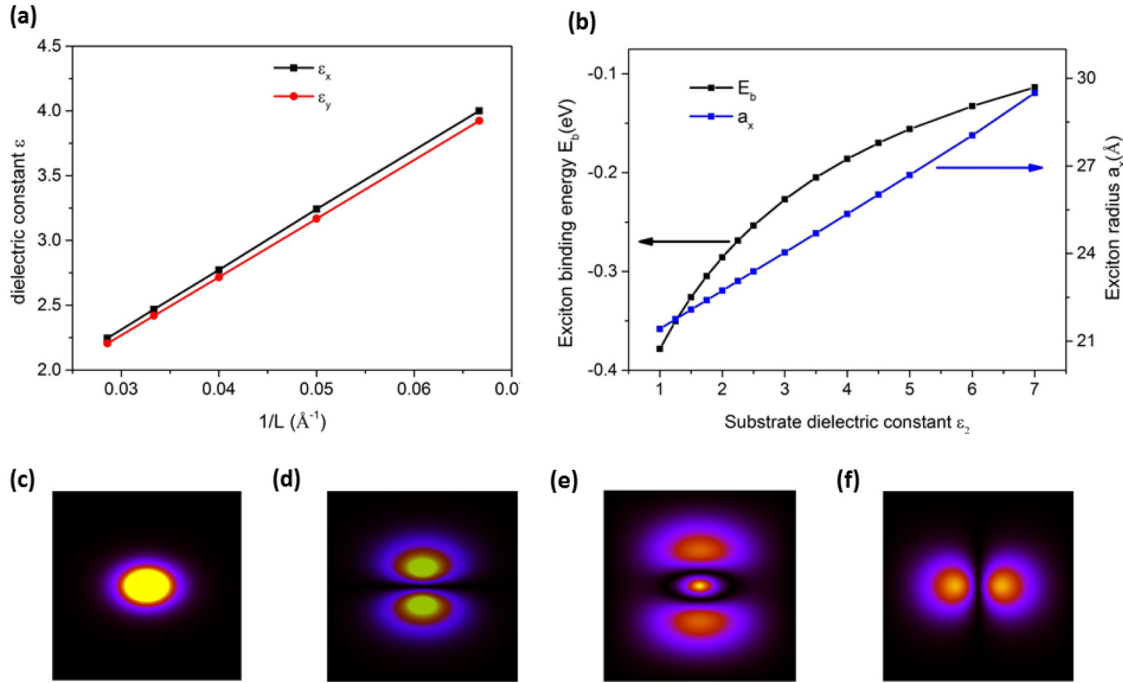 (a)
4.5
4.0
3.5
3.0
2.5
2.0
dielectric constant ε
εx
εy
0.03
0.04
0.05
0.06
0.0
1/L (Å-1)
(b)
-0.1
-0.2
-0.3
-0.4
Exciton binding energy Eb(eV)
Eb
ax
30
27
24
21
Exciton radius ax(Å)
1 2 3 4 5 6 7
Substrate dielectric constant ε2
(c)
(d)
(e)
(f)